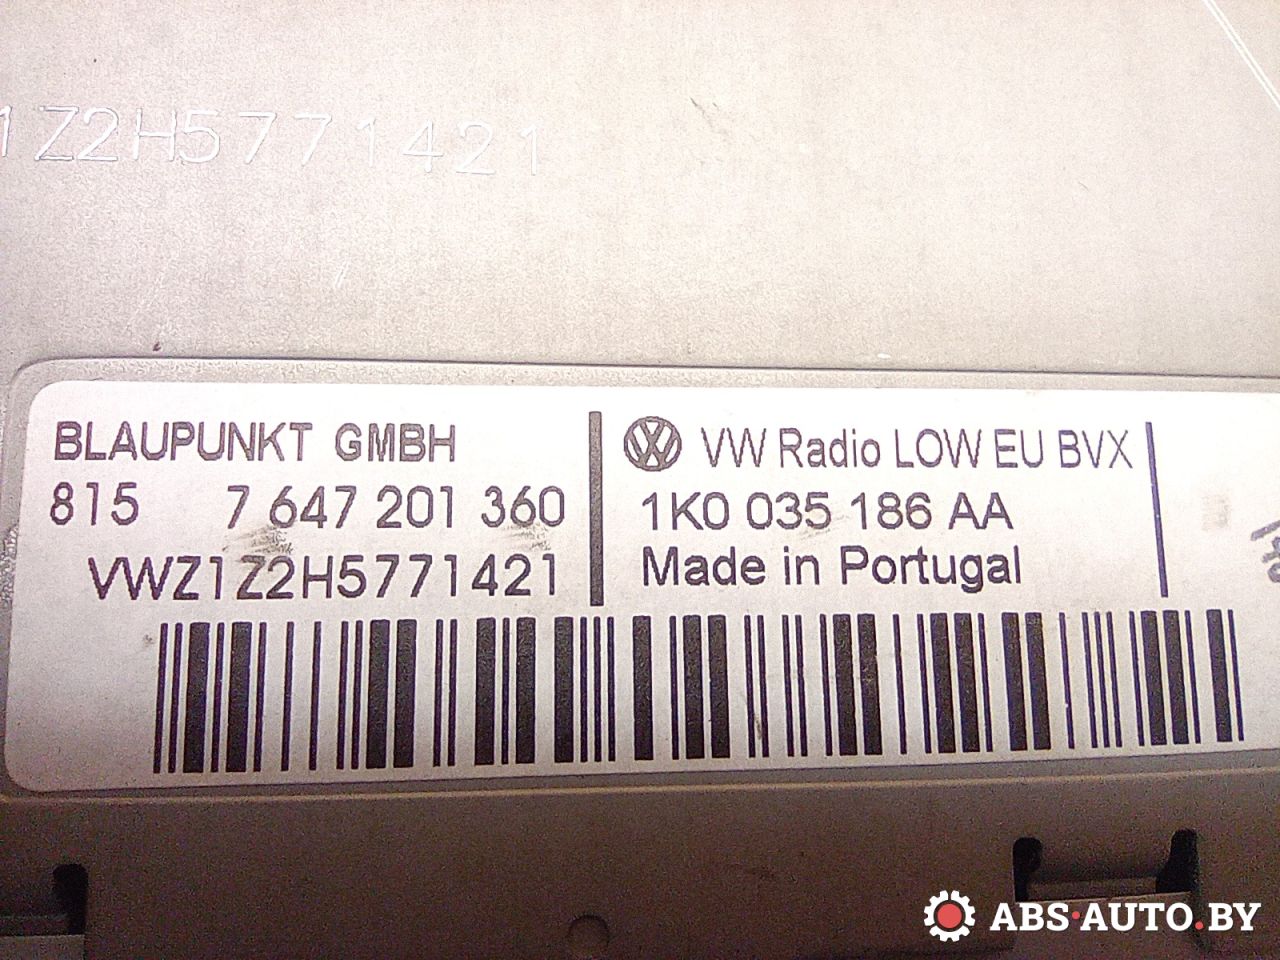 1Z2H5771421
BLAUPUNKT GMBH
815 7 647 201 360
VWZ1Z2H5771421
VW Radio LOW EU BVX
1K0 035 186 AA
Made in Portugal
ABS·AUTO.BY